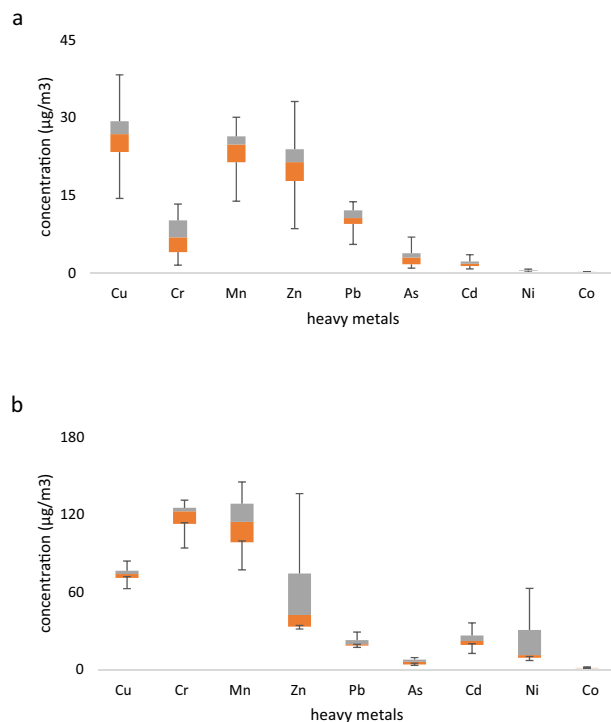 a
45
30
15
0
concentration (µg/m3)
Cu Cr Mn Zn Pb As Cd Ni Co
heavy metals
b
180
120
60
0
concentration (µg/m3)
Cu Cr Mn Zn Pb As Cd Ni Co
heavy metals